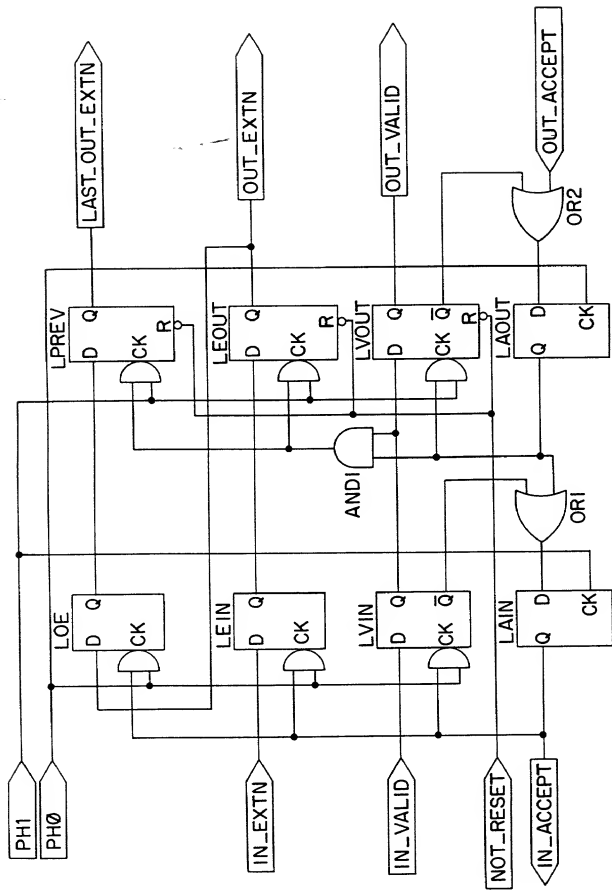 LPREV
LAST_OUT_EXTN
D Q
CK
R
LOE
D Q
CK
LEOUT
OUT_EXTN
D Q
CK
R
LEIN
D Q
CK
LVOUT
OUT_VALID
D Q
CK Q
R
AND1
LVIN
D Q
CK Q
OR2
OUT_ACCEPT
LAOUT
Q D
CK
OR1
LAIN
Q D
CK
PH1
PH0
IN_EXTN
IN_VALID
NOT_RESET
IN_ACCEPT